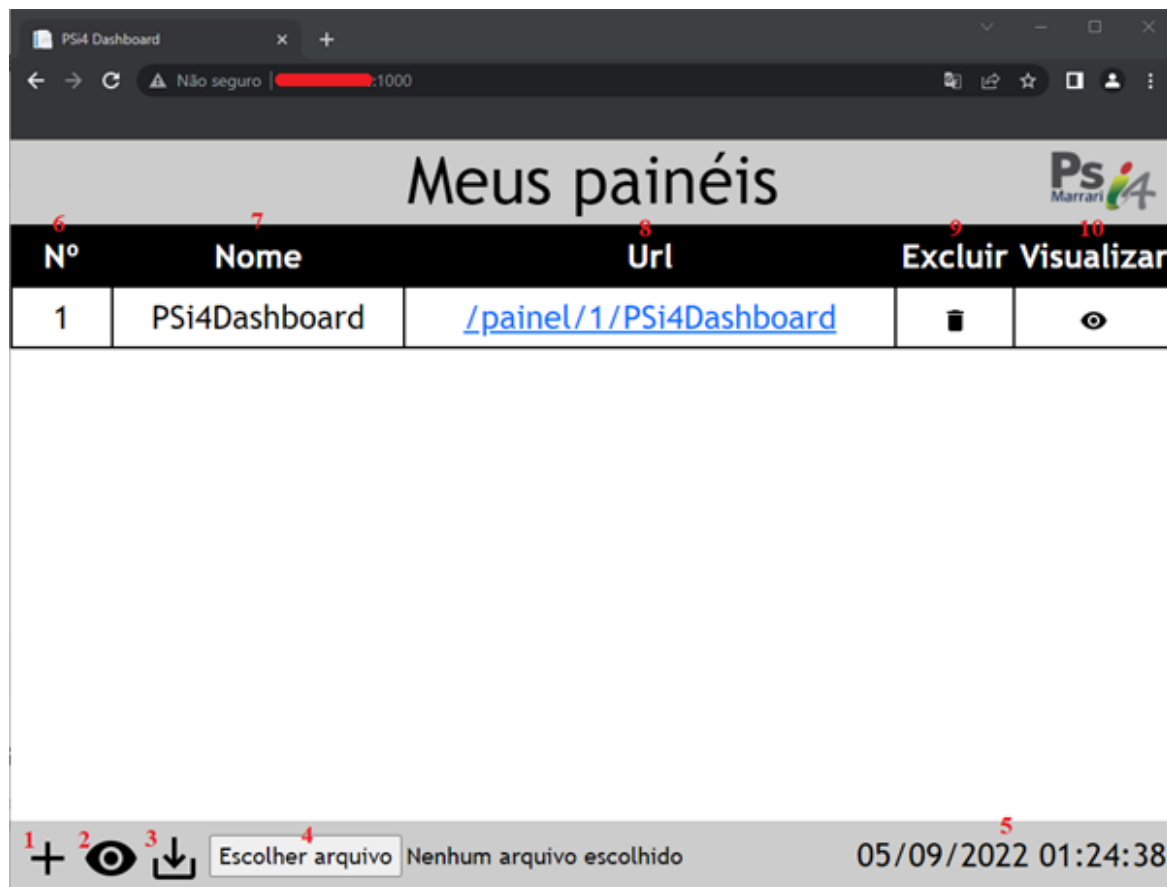 PSi4 Dashboard
Não seguro | :1000
Meus painéis
Ps i4
Marrari
6 7 8 9 10
Nº Nome Url Excluir Visualizar
1 PSi4Dashboard /painel/1/PSi4Dashboard
1 2 3 4 5
Escolher arquivo Nenhum arquivo escolhido 05/09/2022 01:24:38